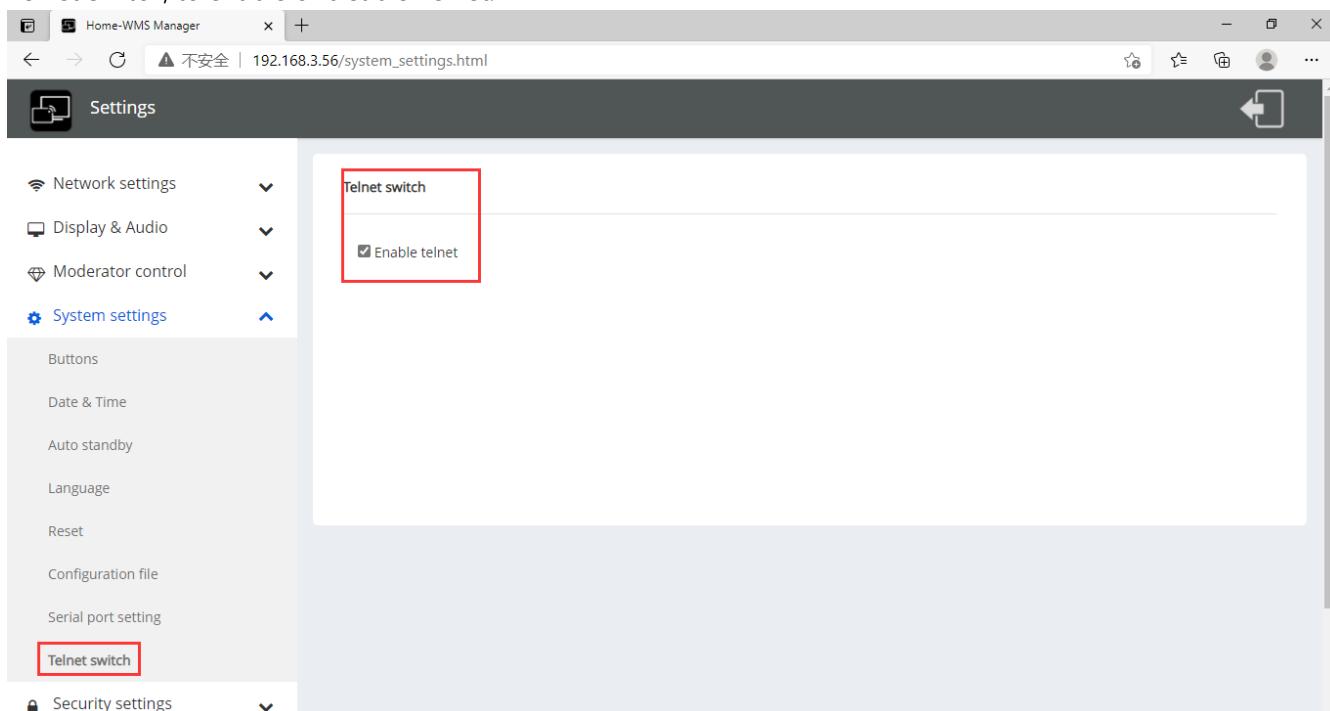 Home-WMS Manager
不安全 | 192.168.3.56/system_settings.html
Settings
Network settings
Display & Audio
Moderator control
System settings
Buttons
Date & Time
Auto standby
Language
Reset
Configuration file
Serial port setting
Telnet switch
Security settings
Telnet switch
Enable telnet